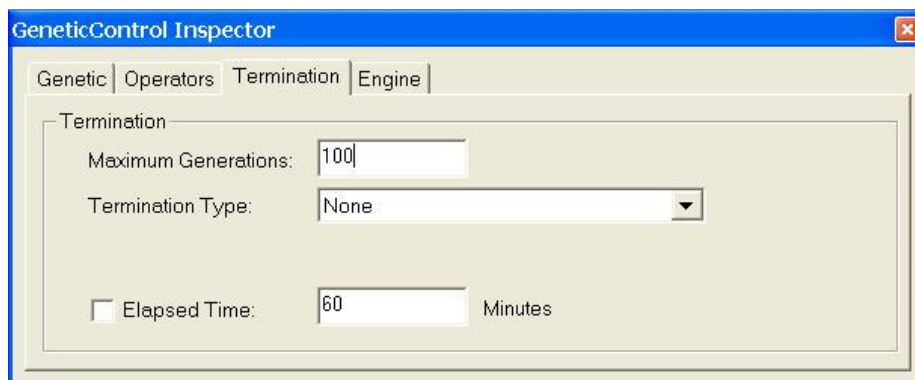 GeneticControl Inspector
Genetic Operators Termination Engine
Termination
Maximum Generations: 100
Termination Type: None
Elapsed Time: 60 Minutes